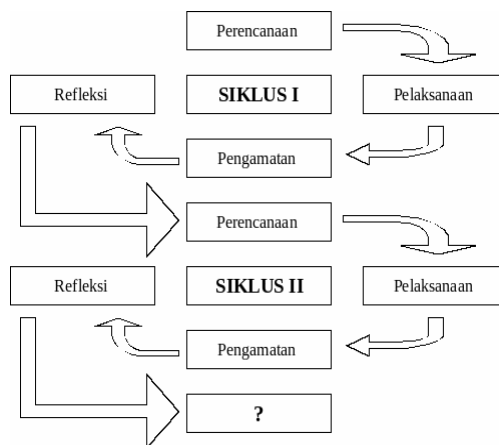 Perencanaan
Refleksi
SIKLUS I
Pelaksanaan
Pengamatan
Perencanaan
Refleksi
SIKLUS II
Pelaksanaan
Pengamatan
?